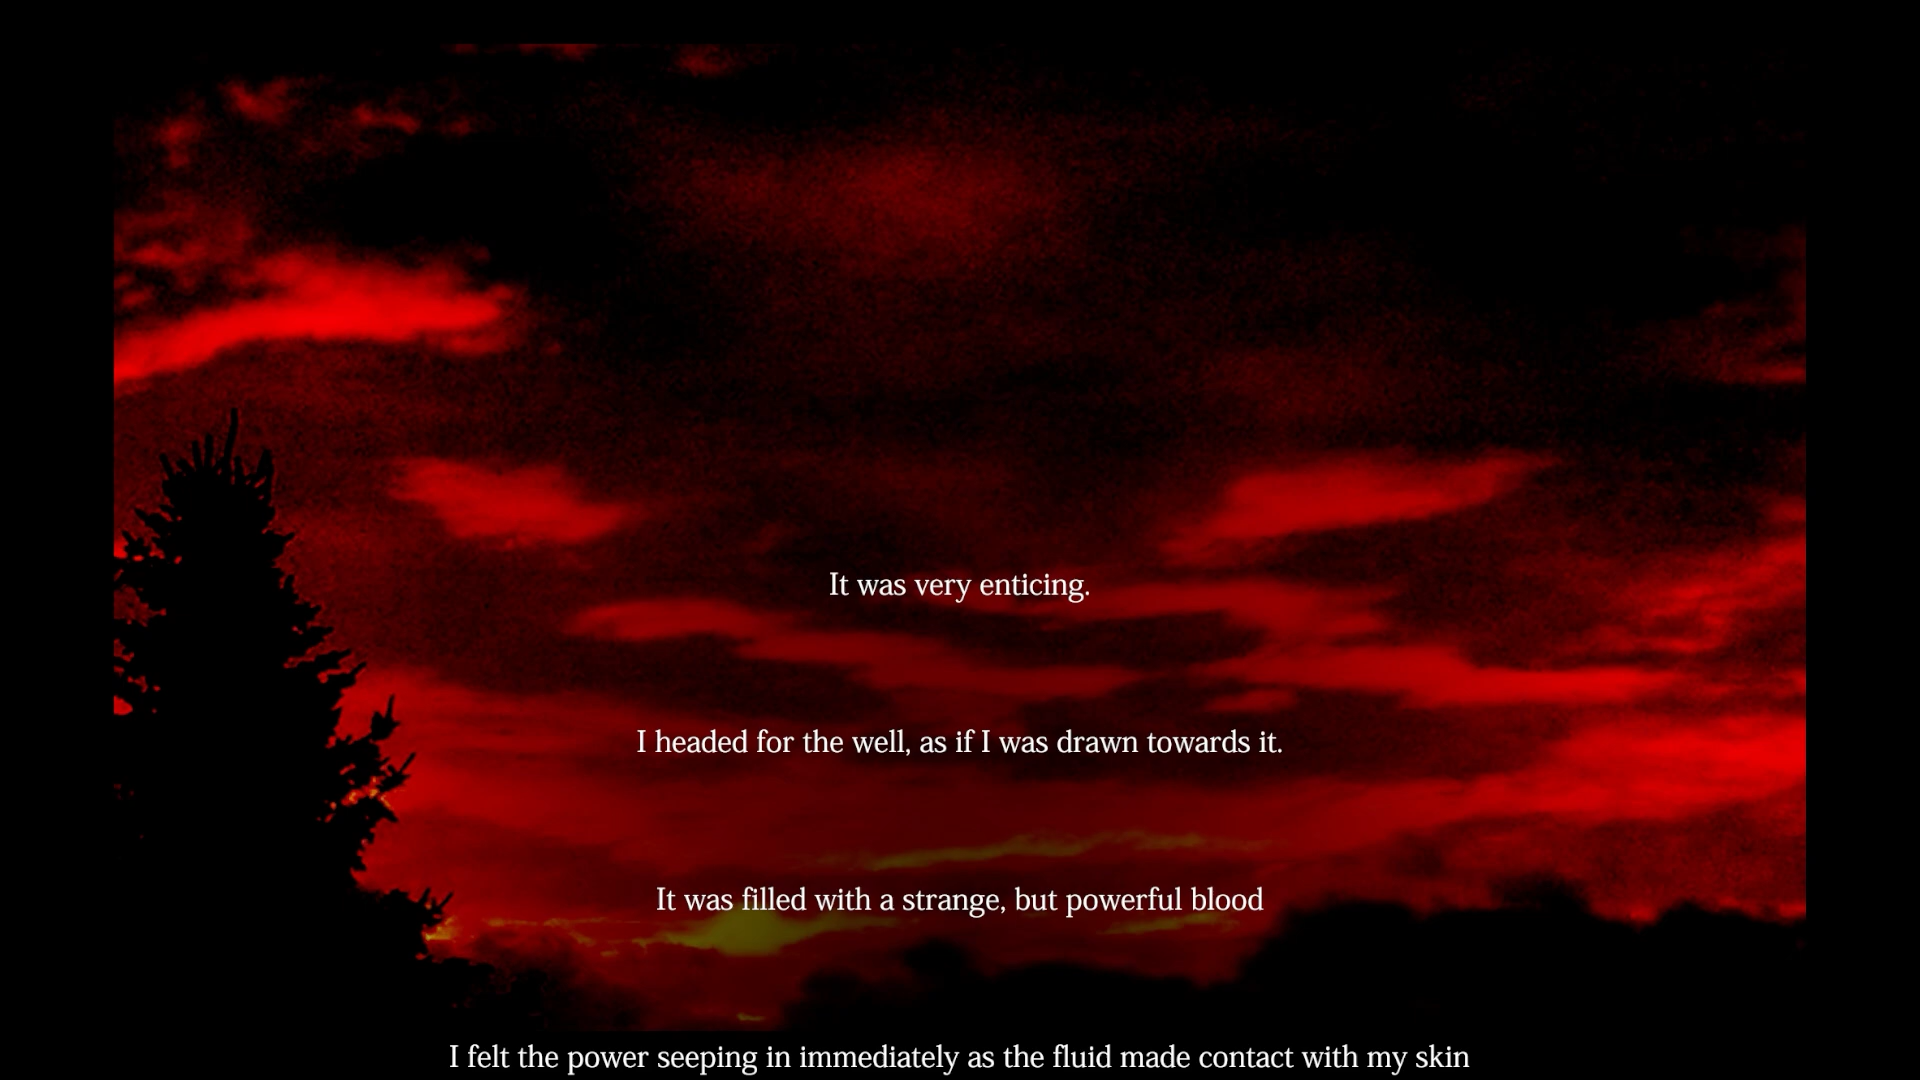 It was very enticing.
I headed for the well, as if I was drawn towards it.
It was filled with a strange, but powerful blood
I felt the power seeping in immediately as the fluid made contact with my skin